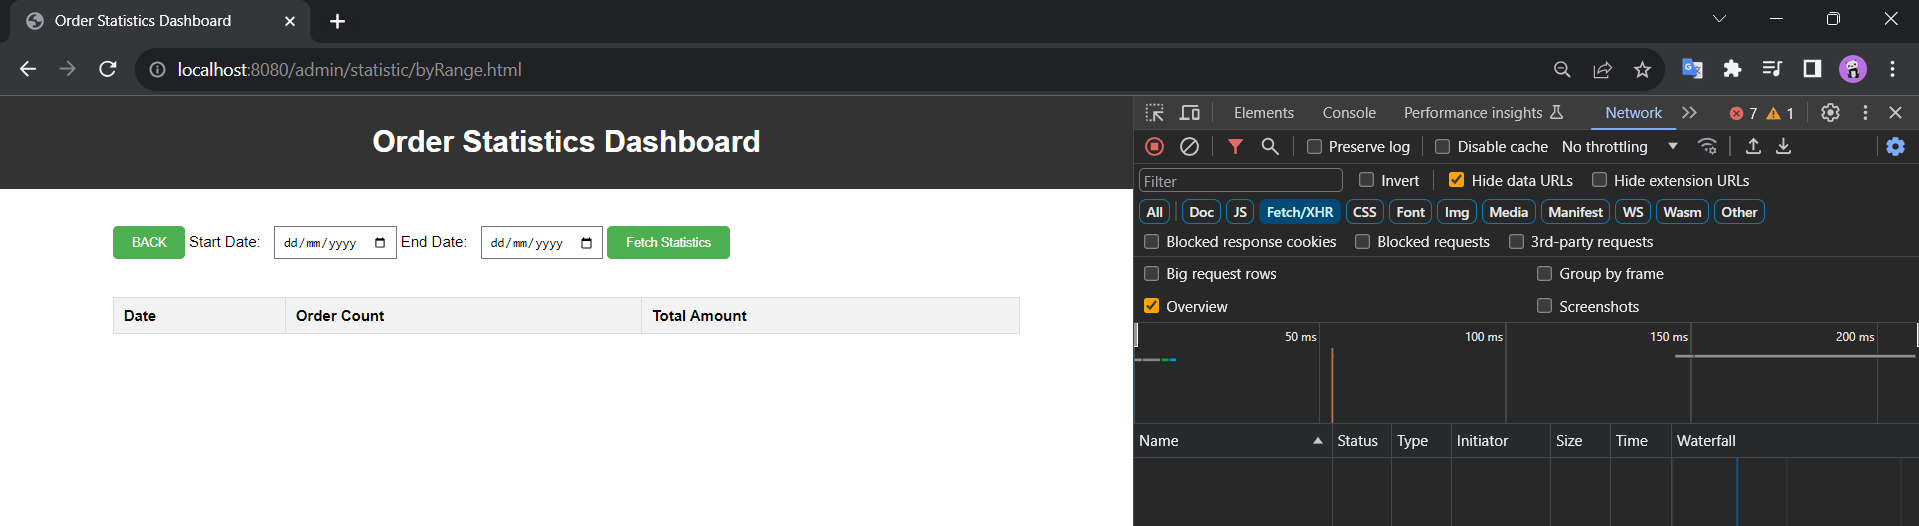 Order Statistics Dashboard
localhost:8080/admin/statistic/byRange.html
Order Statistics Dashboard
BACK Start Date: dd/mm/yyyy End Date: dd/mm/yyyy Fetch Statistics
Date Order Count Total Amount
Elements Console Performance insights Network 7 1
Preserve log Disable cache No throttling
Filter Invert Hide data URLs Hide extension URLs
All Doc JS Fetch/XHR CSS Font Img Media Manifest WS Wasm Other
Blocked response cookies Blocked requests 3rd-party requests
Big request rows Group by frame
Overview Screenshots
50 ms 100 ms 150 ms 200 ms
Name Status Type Initiator Size Time Waterfall